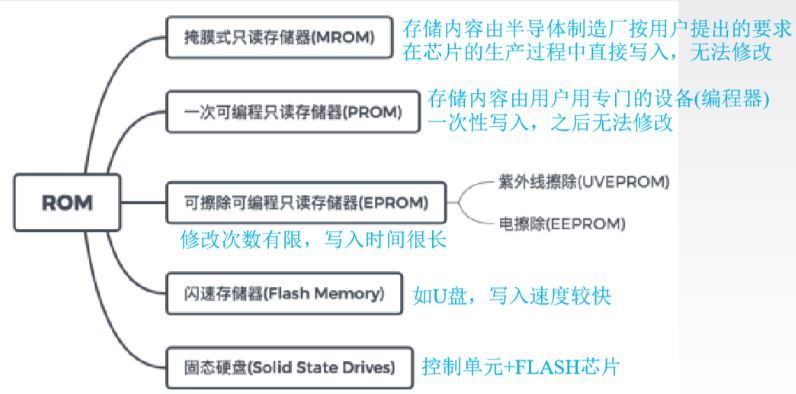 掩膜式只读存储器(MROM)
存储内容由半导体制造厂按用户提出的要求
在芯片的生产过程中直接写入，无法修改
一次可编程只读存储器(PROM)
存储内容由用户用专门的设备(编程器)
一次性写入，之后无法修改
ROM
可擦除可编程只读存储器(EPROM)
紫外线擦除(UVEPROM)
电擦除(EEPROM)
修改次数有限，写入时间很长
闪速存储器(Flash Memory)
如U盘，写入速度较快
固态硬盘(Solid State Drives)
控制单元+FLASH芯片